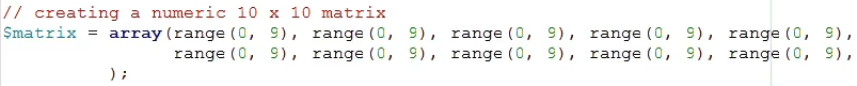 // creating a numeric 10 x 10 matrix
$matrix = array(range(0, 9), range(0, 9), range(0, 9), range(0, 9), range(0, 9),
range(0, 9), range(0, 9), range(0, 9), range(0, 9), range(0, 9),
);